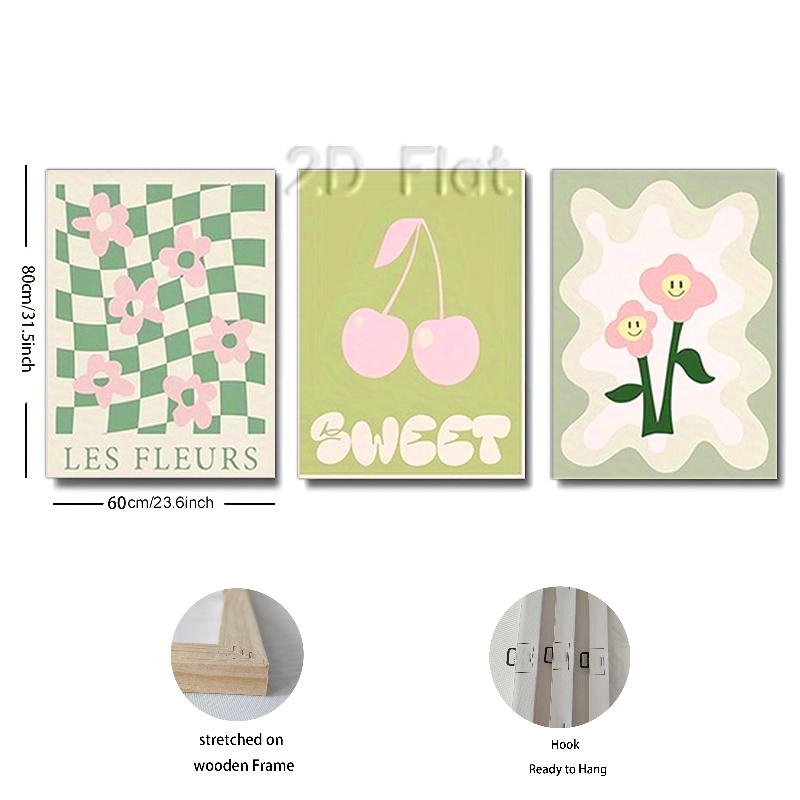 2D Flat
80cm/31.5inch
LES FLEURS
SWEET
60cm/23.6inch
stretched on
wooden Frame
Hook
Ready to Hang